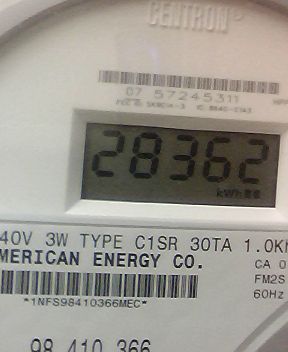 CENTRON®
07 57245311
28362
kWh
40V 3W TYPE C1SR 30TA 1.0K
MERICAN ENERGY CO.
CA 0
FM2S
*1NFS98410366MEC*
60Hz
98 410 366